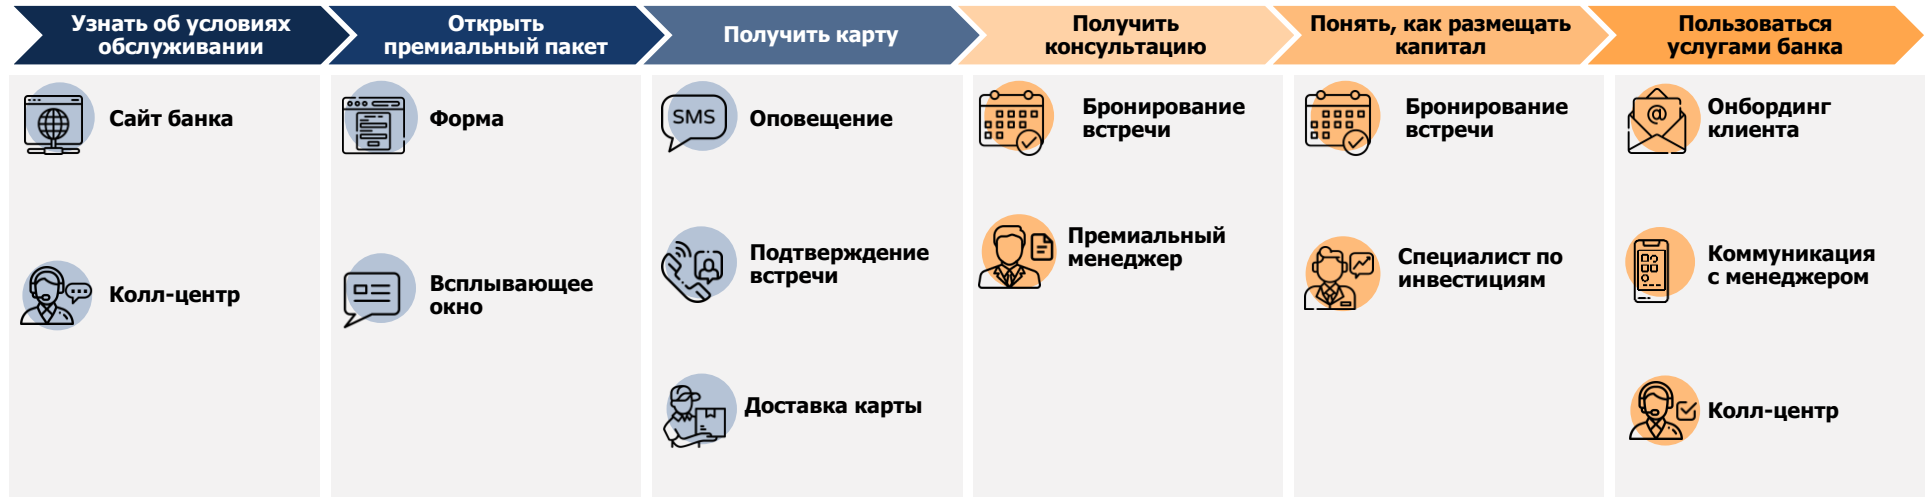 Узнать об условиях
обслуживании
Открыть
премиальный пакет
Получить карту
Получить
консультацию
Понять, как размещать
капитал
Пользоваться
услугами банка
Сайт банка
Колл-центр
Форма
Всплывающее
окно
SMS
Оповещение
Подтверждение
встречи
Доставка карты
Бронирование
встречи
Премиальный
менеджер
Бронирование
встречи
Специалист по
инвестициям
@
Онбординг
клиента
Коммуникация
с менеджером
Колл-центр